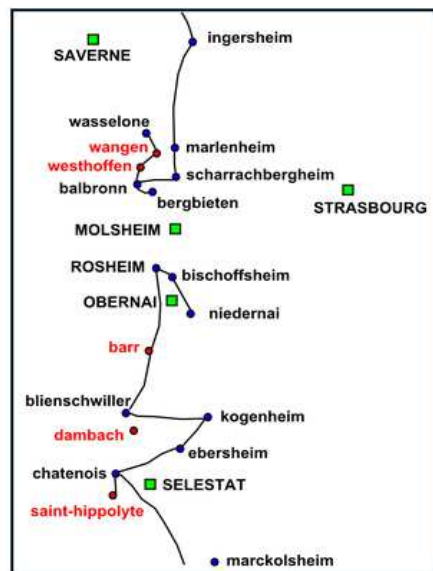 ingersheim
SAVERNE
wasselone
wangen
marlenheim
westhoffen
scharrachbergheim
balbronn
bergbieten
STRASBOURG
MOLSHEIM
ROSHEIM
bischoffsheim
OBERNAI
niedernai
barr
blienschwiller
kogenheim
dambach
ebersheim
chatenois
SELESTAT
saint-hippolyte
marckolsheim